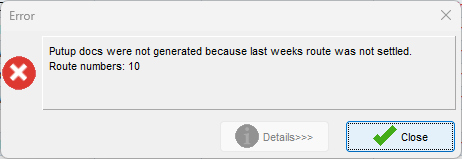 Error
Putup docs were not generated because last weeks route was not settled.
Route numbers: 10
Details>>>
Close